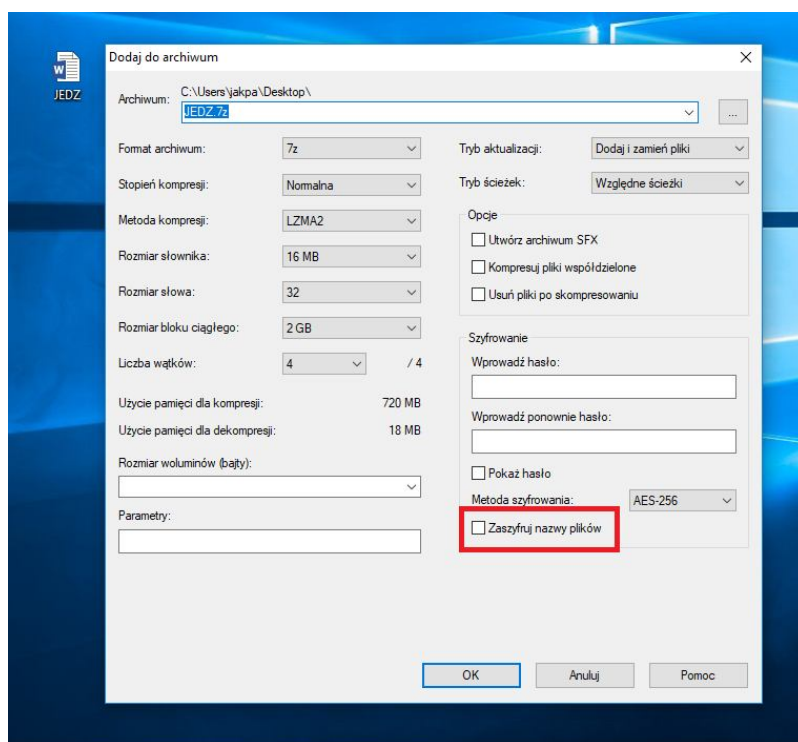 JEDZ
Dodaj do archiwum
Archiwum:
C:\Users\jakpa\Desktop\
JEDZ.7z
...
Format archiwum:
7z
Stopień kompresji:
Normalna
Metoda kompresji:
LZMA2
Rozmiar słownika:
16 MB
Rozmiar słowa:
32
Rozmiar bloku ciągłego:
2 GB
Liczba wątków:
4
/ 4
Użycie pamięci dla kompresji:
720 MB
Użycie pamięci dla dekompresji:
18 MB
Rozmiar woluminów (bajty):
Parametry:
Tryb aktualizacji:
Dodaj i zamień pliki
Tryb ścieżek:
Względne ścieżki
Opcje
Utwórz archiwum SFX
Kompresuj pliki współdzielone
Usuń pliki po skompresowaniu
Szyfrowanie
Wprowadź hasło:
Wprowadź ponownie hasło:
Pokaż hasło
Metoda szyfrowania:
AES-256
Zaszyfruj nazwy plików
OK
Anuluj
Pomoc